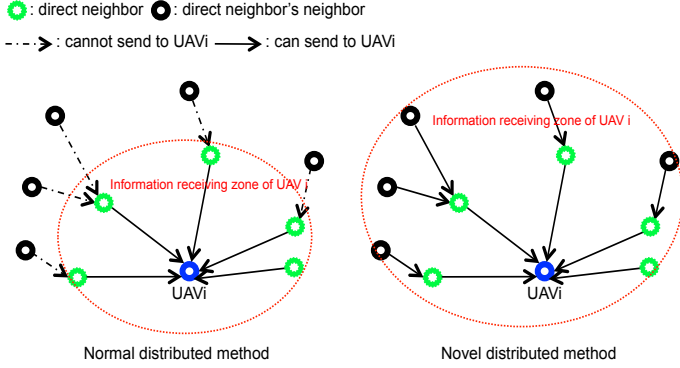 : direct neighbor : direct neighbor's neighbor
: cannot send to UAVi : can send to UAVi
Information receiving zone of UAV i
Information receiving zone of UAV i
UAVi
UAVi
Normal distributed method
Novel distributed method